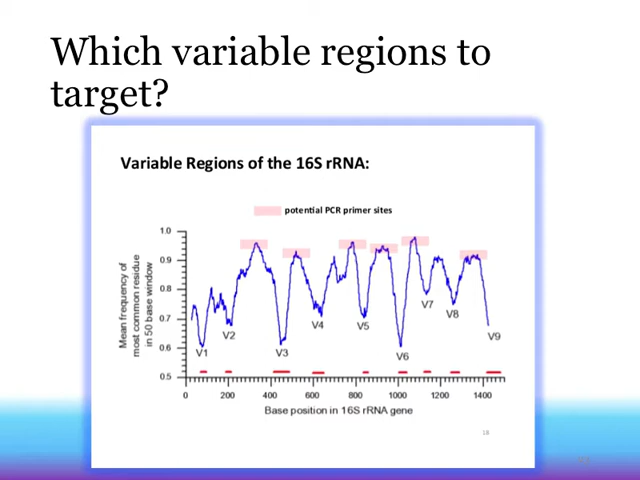 Which variable regions to
target?
Variable Regions of the 16S rRNA:
potential PCR primer sites
Mean frequency of
most common residue
in 50 base window
1.0
0.9
0.8
0.7
0.6
0.5
V1
V2
V3
V4
V5
V6
V7
V8
V9
0 200 400 600 800 1000 1200 1400
Base position in 16S rRNA gene
18